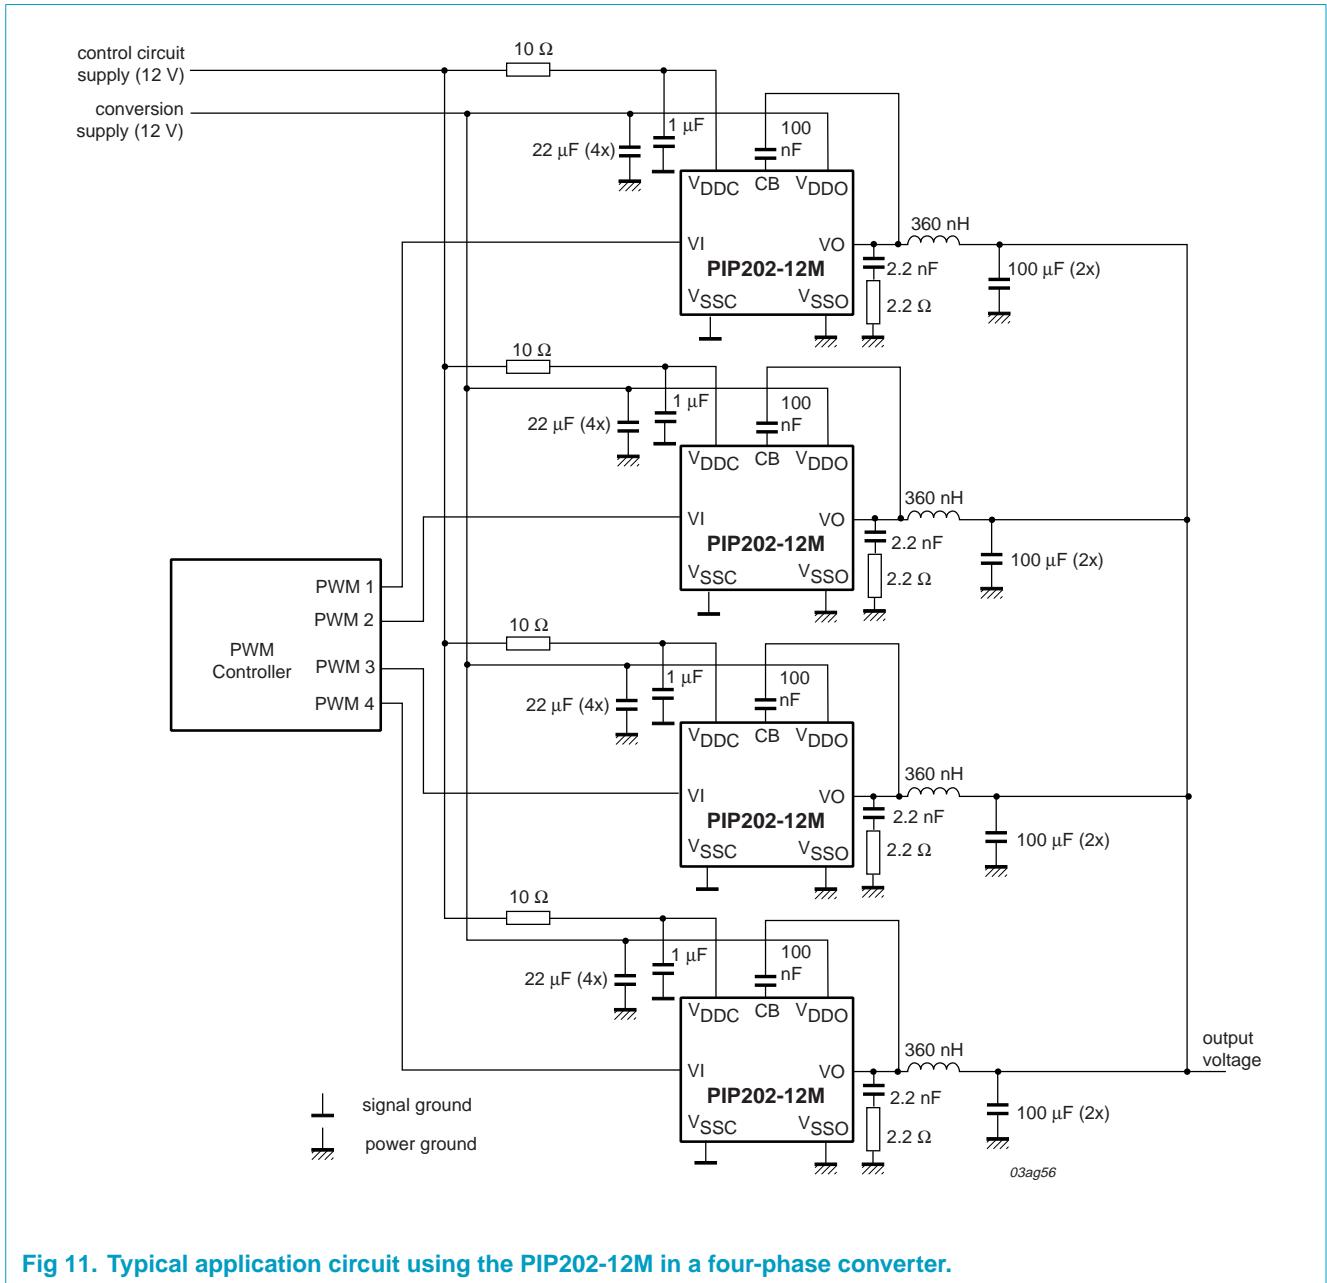 control circuit
supply (12 V)
conversion
supply (12 V)
10 Ω
1 μF
22 μF (4x)
100
nF
VDDC
CB
VDDO
VI
VO
PIP202-12M
VSSC
VSSO
360 nH
2.2 nF
2.2 Ω
100 μF (2x)
10 Ω
1 μF
22 μF (4x)
100
nF
VDDC
CB
VDDO
VI
VO
PIP202-12M
VSSC
VSSO
360 nH
2.2 nF
2.2 Ω
100 μF (2x)
PWM
Controller
PWM 1
PWM 2
PWM 3
PWM 4
10 Ω
1 μF
22 μF (4x)
100
nF
VDDC
CB
VDDO
VI
VO
PIP202-12M
VSSC
VSSO
360 nH
2.2 nF
2.2 Ω
100 μF (2x)
10 Ω
1 μF
22 μF (4x)
100
nF
VDDC
CB
VDDO
VI
VO
PIP202-12M
VSSC
VSSO
360 nH
2.2 nF
2.2 Ω
100 μF (2x)
output
voltage
signal ground
power ground
03ag56
Fig 11. Typical application circuit using the PIP202-12M in a four-phase converter.